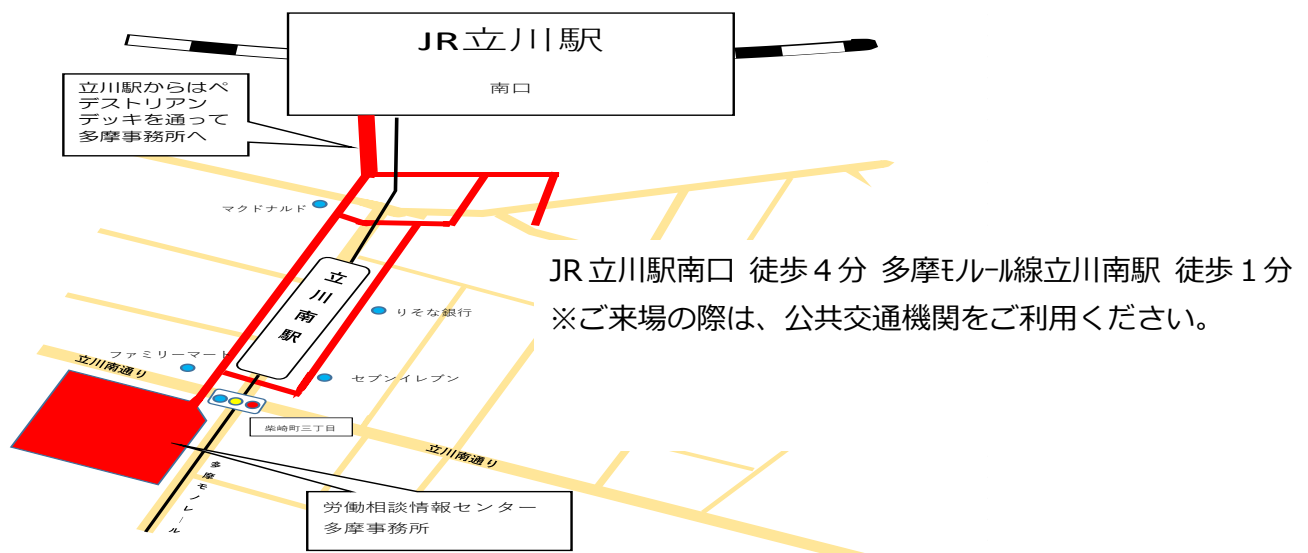 JR立川駅
南口
立川駅からはペ
デストリアン
デッキを通って
多摩事務所へ
マクドナルド
立川南駅
りそな銀行
JR立川駅南口 徒歩４分 多摩ﾓﾉﾚｰﾙ線立川南駅 徒歩１分
※ご来場の際は、公共交通機関をご利用ください。
ファミリーマート
立川南通り
セブンイレブン
柴崎町三丁目
立川南通り
多摩モノレール
労働相談情報センター
多摩事務所